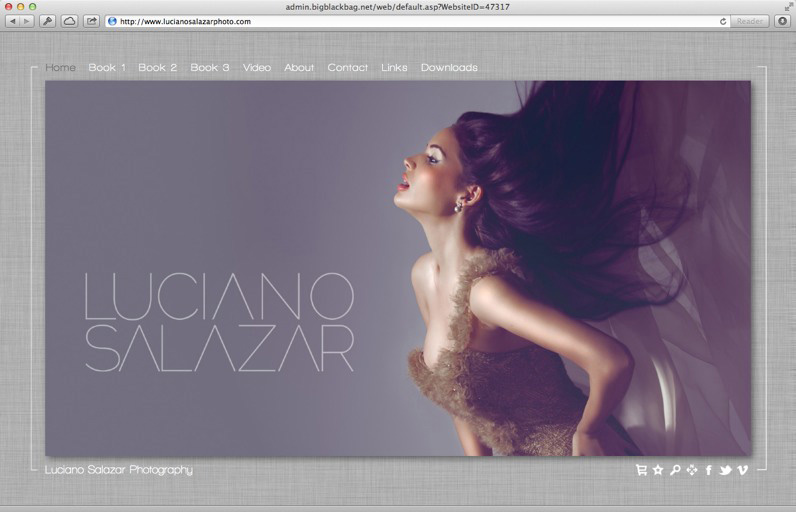 admin.bigblackbag.net/web/default.asp?WebsiteID=47317
http://www.lucianosalazarphoto.com
Reader
Home Book 1 Book 2 Book 3 Video About Contact Links Downloads
LUCIANO
SALAZAR
Luciano Salazar Photography